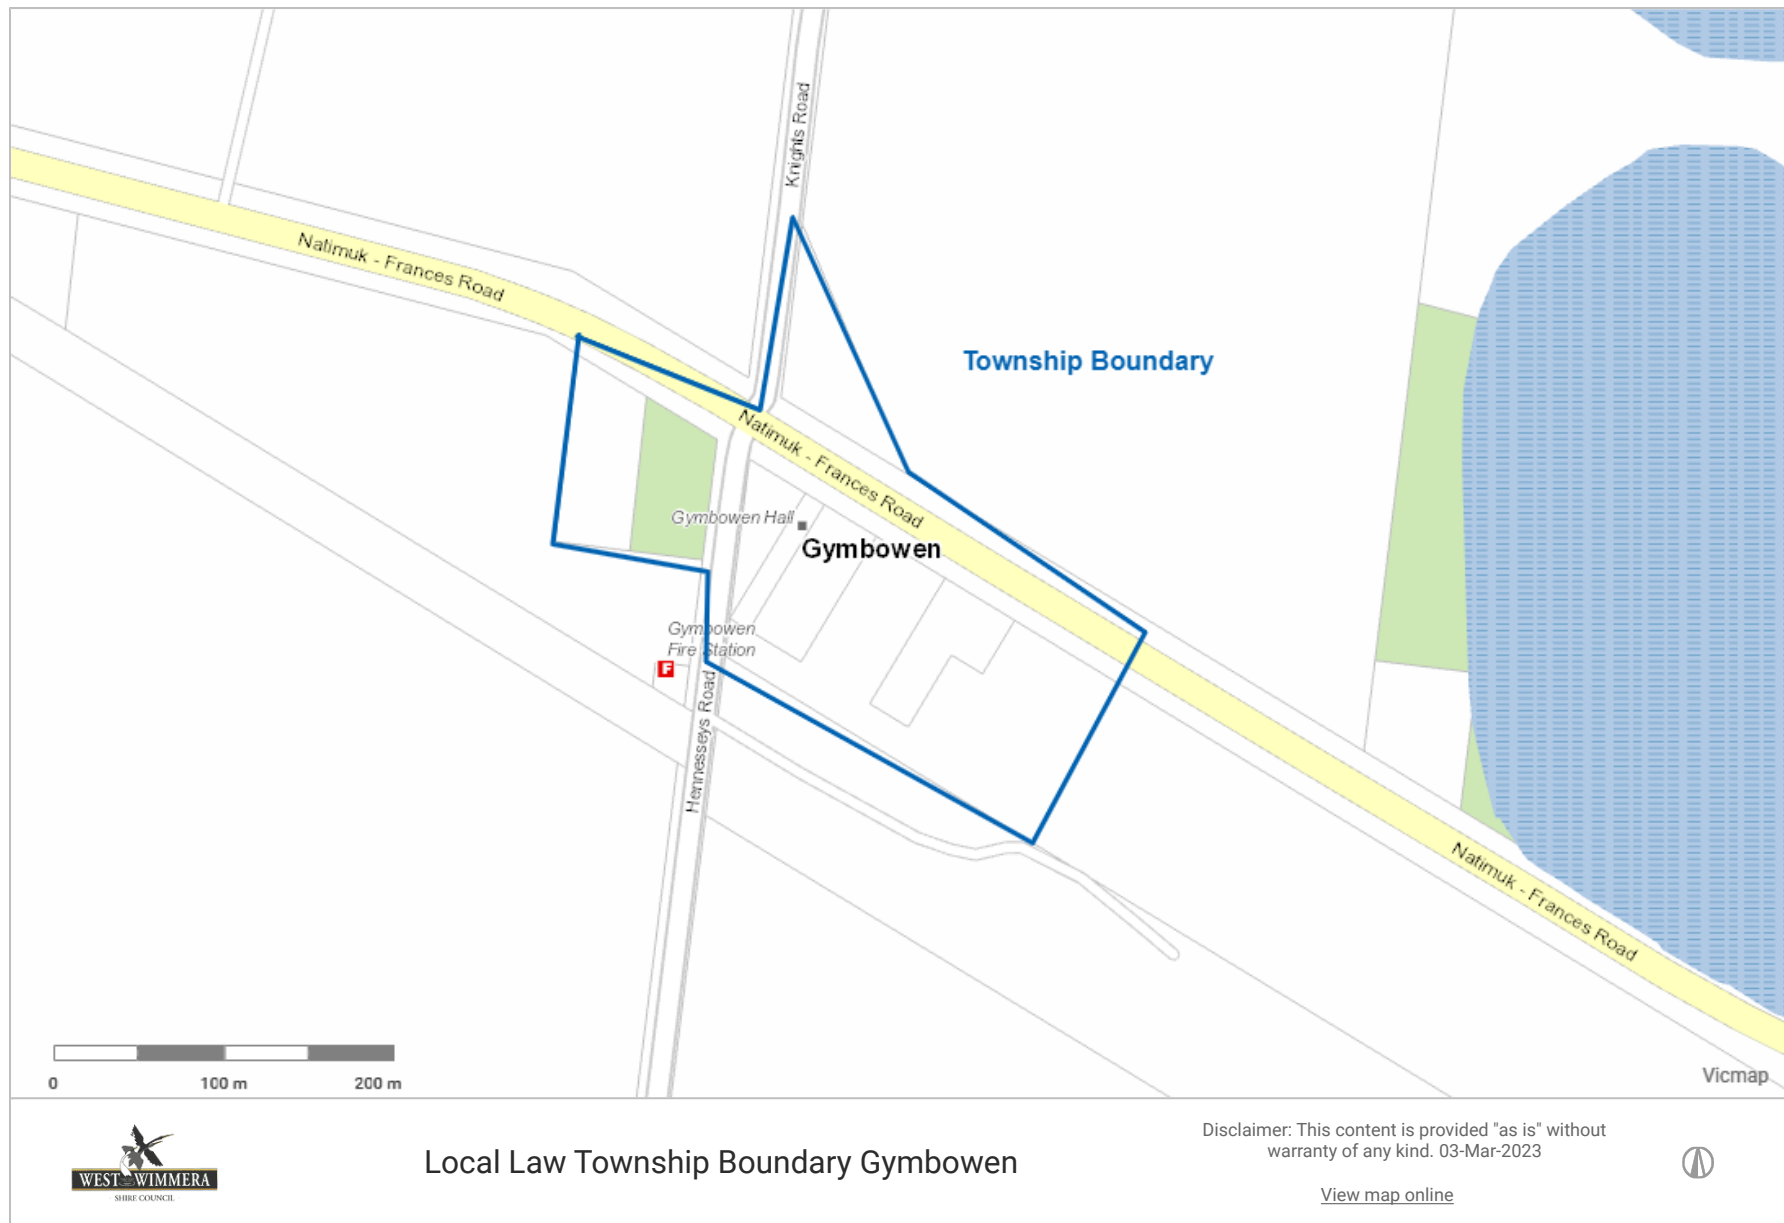 Knights Road
Natimuk - Frances Road
Township Boundary
Natimuk - Frances Road
Gymbowen Hall
Gymbowen
Gymbowen
Fire Station
F
Hennesseys Road
Natimuk - Frances Road
0
100 m
200 m
Vicmap
WEST WIMMERA
SHIRE COUNCIL
Local Law Township Boundary Gymbowen
Disclaimer: This content is provided "as is" without
warranty of any kind. 03-Mar-2023
View map online